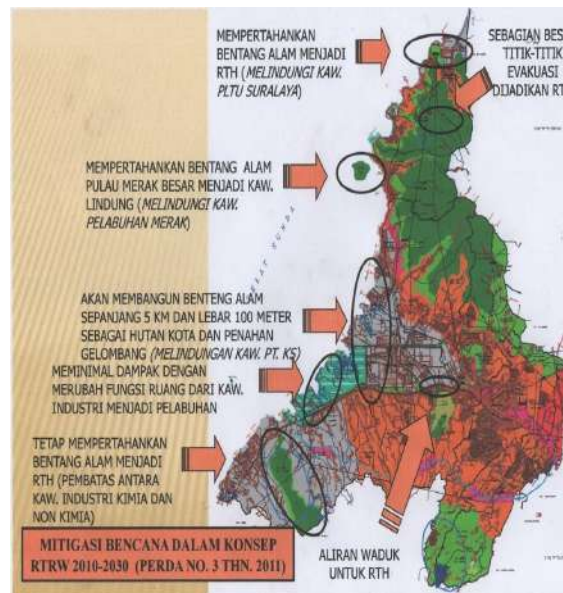 MEMPERTAHANKAN
BENTANG ALAM MENJADI
RTH (MELINDUNGI KAW.
PLTU SURALAYA)
SEBAGIAN BES
TITIK-TITIK
EVAKUASI
DIJADIKAN RT
MEMPERTAHANKAN BENTANG ALAM
PULAU MERAK BESAR MENJADI KAW.
LINDUNG (MELINDUNGI KAW.
PELABUHAN MERAK)
AKAN MEMBANGUN BENTENG ALAM
SEPANJANG 5 KM DAN LEBAR 100 METER
SEBAGAI HUTAN KOTA DAN PENAHAN
GELOMBANG (MELINDUNGAN KAW. PT. KS)
MEMINIMAL DAMPAK DENGAN
MERUBAH FUNGSI RUANG DARI KAW.
INDUSTRI MENJADI PELABUHAN
TETAP MEMPERTAHANKAN
BENTANG ALAM MENJADI
RTH (PEMBATAS ANTARA
KAW. INDUSTRI KIMIA DAN
NON KIMIA)
MITIGASI BENCANA DALAM KONSEP
RTRW 2010-2030 (PERDA NO. 3 THN. 2011)
ALIRAN WADUK
UNTUK RTH